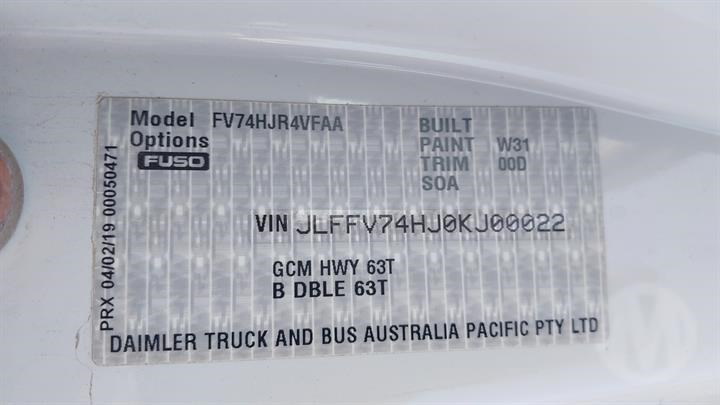 Model FV74HJR4VFAA
Options
FUSO
BUILT
PAINT W31
TRIM 00D
SOA
VIN JLFFV74HJ0KJ00022
GCM HWY 63T
B DBLE 63T
DAIMLER TRUCK AND BUS AUSTRALIA PACIFIC PTY LTD
PRX 04/02/19 00050471
M